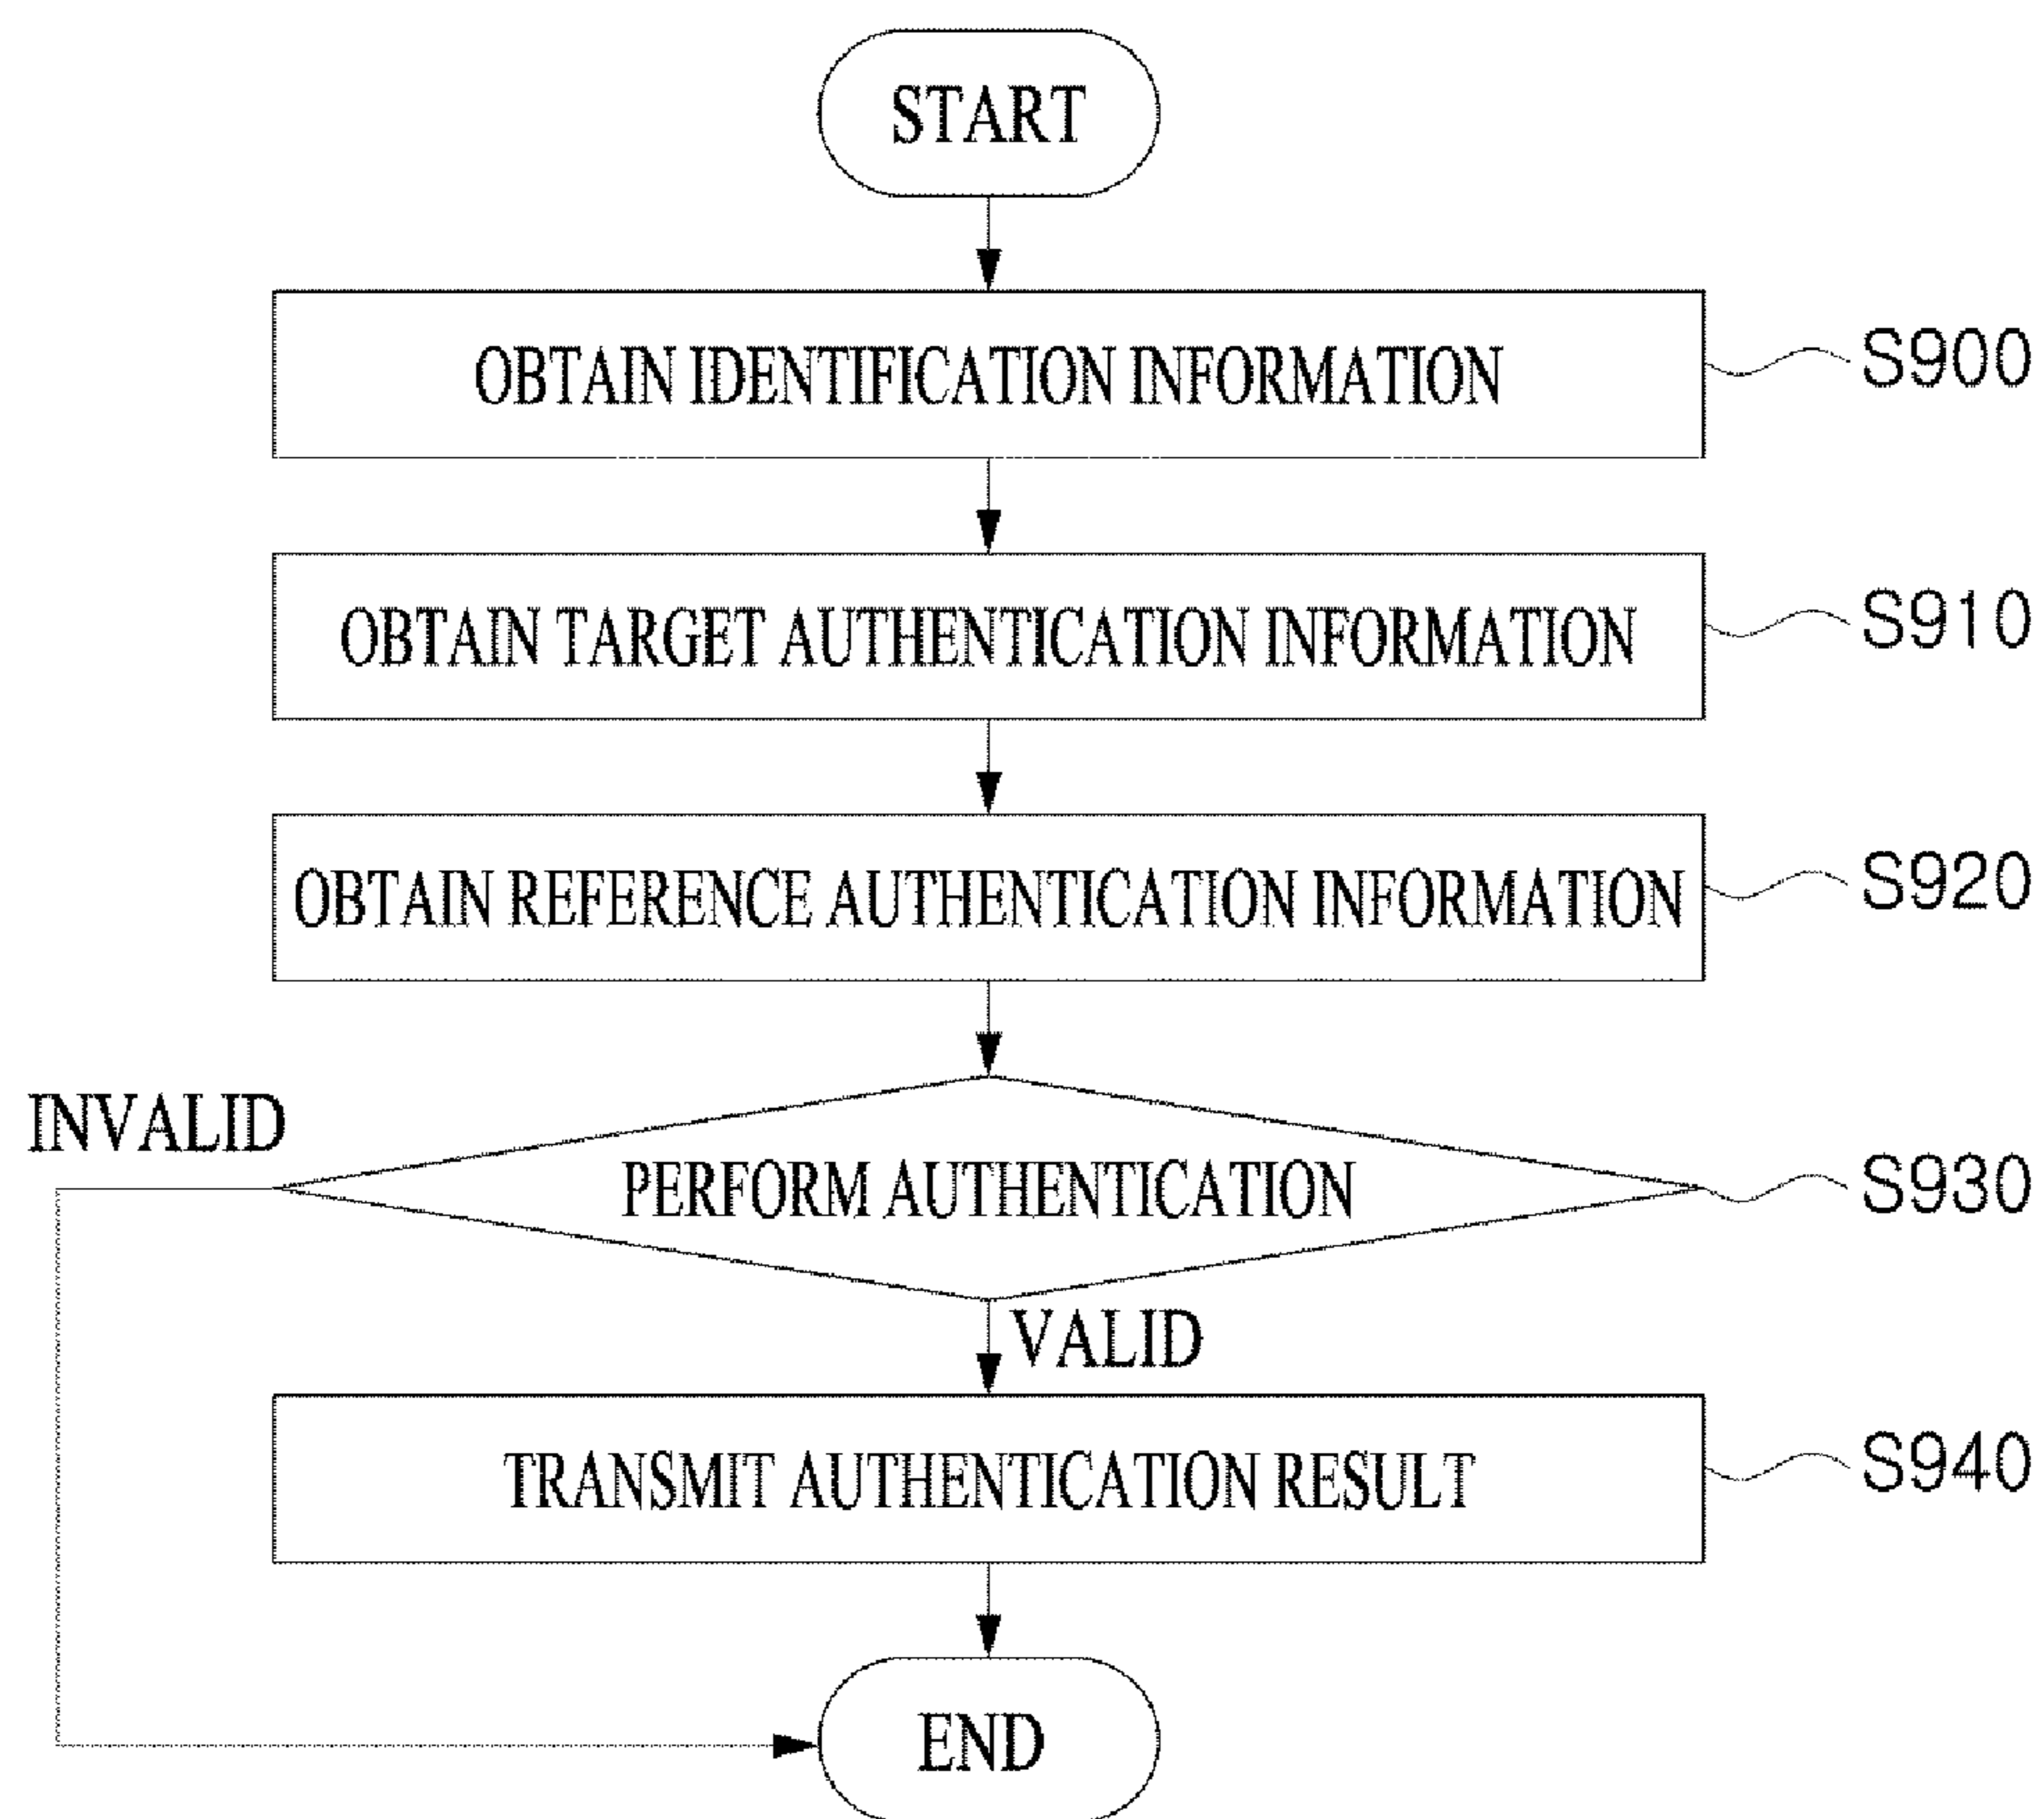 START
OBTAIN IDENTIFICATION INFORMATION
S900
OBTAIN TARGET AUTHENTICATION INFORMATION
S910
OBTAIN REFERENCE AUTHENTICATION INFORMATION
S920
INVALID
PERFORM AUTHENTICATION
S930
VALID
TRANSMIT AUTHENTICATION RESULT
S940
END